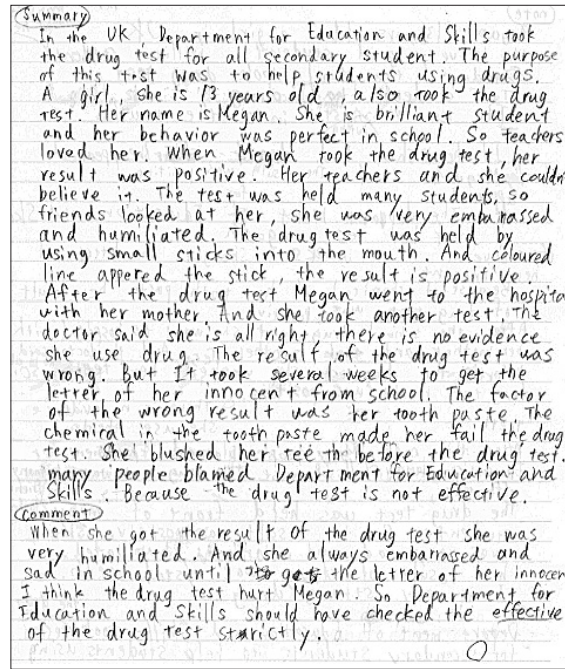 Summary
In the UK, Department for Education and Skills took
the drug test for all secondary student. The purpose
of this test was to help students using drugs.
A girl, She is 13 years old, also took the drug
test. Her name is Megan. She is brilliant student
and her behavior was perfect in school. So teachers
loved her. When Megan took the drug test, her
result was positive. Her teachers and she couldn
believe it. The test was held many students, so
friends looked at her, she was very embarassed
and humiliated. The drug test was held by
using small sticks into the mouth. And coloured
line appered the stick, the result is positive.
After the drug test Megan went to the hospita
with her mother. And she took another test. The
doctor said she is all right, there is no evidence
she use drug. The result of the drug test was
wrong. But It took several weeks to get the
letter of her innocent from school. The factor
of the wrong result was her tooth paste. The
chemical in the tooth paste made her fail the drug
test. She blushed her teeth before the drug test.
many people blamed Department for Education and
Skills. Because the drug test is not effective.
Comment
When she got the result of the drug test she was
very humiliated. And she always embarrassed and
sad in school until to get the letter of her innocen
I think the drug test hurt Megan. So Department for
Education and Skills should have checked the effective
of the drug test strictly.